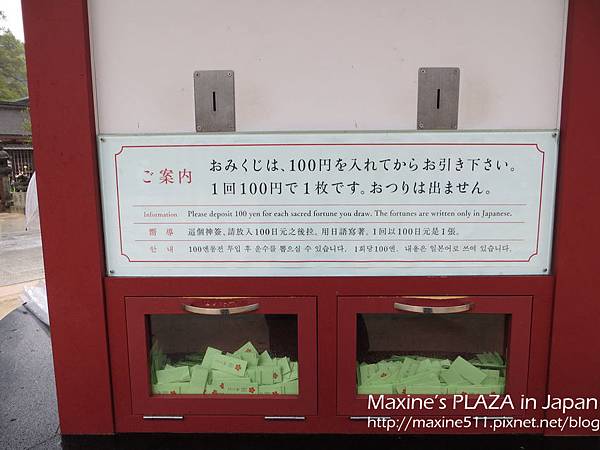 ご案内
おみくじは、100円を入れてからお引き下さい。
1回100円で1枚です。おつりは出ません。
Information Please deposit 100 yen for each sacred fortune you draw. The fortunes are written only in Japanese.
嚮導 這個神簽、請放入100日元之後拉。用日語寫著。1回以100日元是1張。
안내 100엔동전 투입 후 운수를 뽑으실 수 있습니다. 1회당100엔. 내용은 일본어로 쓰여 있습니다.
Maxine's PLAZA in Japan
http://maxine511.pixnet.net/blog